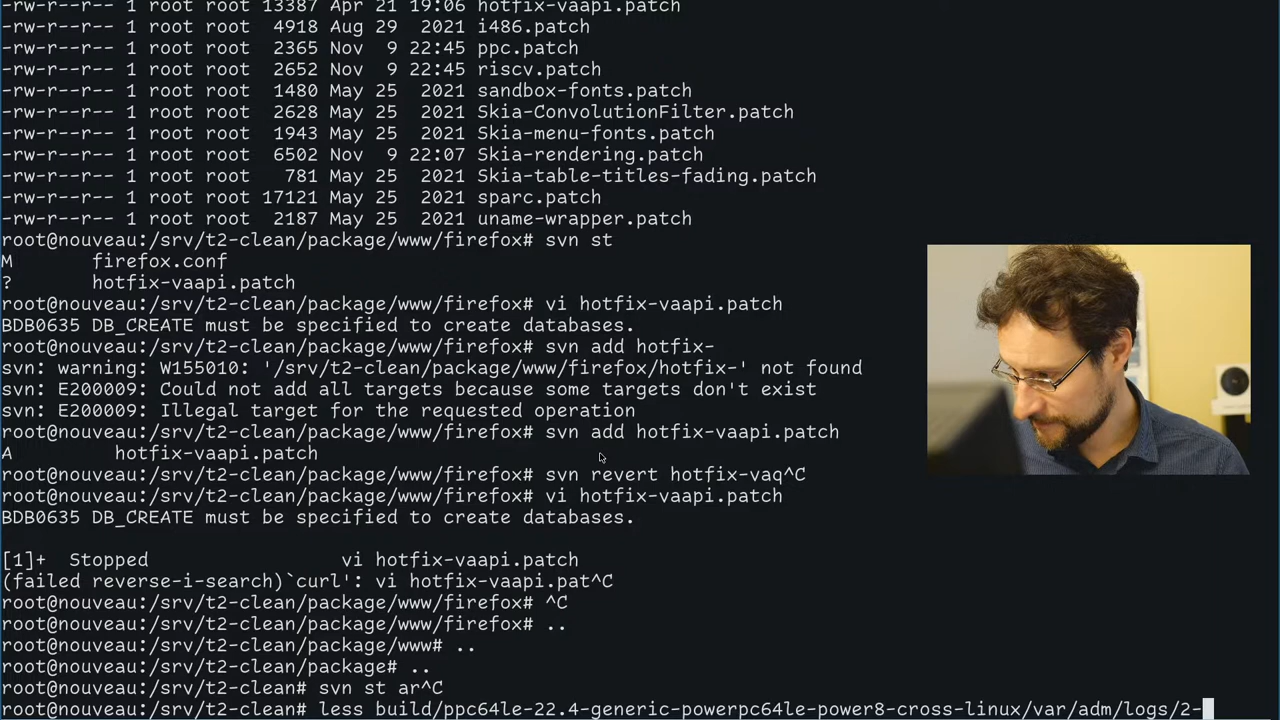 -rw-r--r-- 1 root root 13387 Apr 21 19:06 hotfix-vaapi.patch
-rw-r--r-- 1 root root  4918 Aug 29  2021 i486.patch
-rw-r--r-- 1 root root  2365 Nov  9 22:45 ppc.patch
-rw-r--r-- 1 root root  2652 Nov  9 22:45 riscv.patch
-rw-r--r-- 1 root root  1480 May 25  2021 sandbox-fonts.patch
-rw-r--r-- 1 root root  2628 May 25  2021 Skia-ConvolutionFilter.patch
-rw-r--r-- 1 root root  1943 May 25  2021 Skia-menu-fonts.patch
-rw-r--r-- 1 root root  6502 Nov  9 22:07 Skia-rendering.patch
-rw-r--r-- 1 root root   781 May 25  2021 Skia-table-titles-fading.patch
-rw-r--r-- 1 root root 17121 May 25  2021 sparc.patch
-rw-r--r-- 1 root root  2187 May 25  2021 uname-wrapper.patch
root@nouveau:/srv/t2-clean/package/www/firefox# svn st
M       firefox.conf
?       hotfix-vaapi.patch
root@nouveau:/srv/t2-clean/package/www/firefox# vi hotfix-vaapi.patch
BDB0635 DB_CREATE must be specified to create databases.
root@nouveau:/srv/t2-clean/package/www/firefox# svn add hotfix-
svn: warning: W155010: '/srv/t2-clean/package/www/firefox/hotfix-' not found
svn: E200009: Could not add all targets because some targets don't exist
svn: E200009: Illegal target for the requested operation
root@nouveau:/srv/t2-clean/package/www/firefox# svn add hotfix-vaapi.patch
A         hotfix-vaapi.patch
root@nouveau:/srv/t2-clean/package/www/firefox# svn revert hotfix-vaq^C
root@nouveau:/srv/t2-clean/package/www/firefox# vi hotfix-vaapi.patch
BDB0635 DB_CREATE must be specified to create databases.
[1]+  Stopped                 vi hotfix-vaapi.patch
(failed reverse-i-search)`curl': vi hotfix-vaapi.pat^C
root@nouveau:/srv/t2-clean/package/www/firefox# ^C
root@nouveau:/srv/t2-clean/package/www/firefox# ..
root@nouveau:/srv/t2-clean/package/www# ..
root@nouveau:/srv/t2-clean/package# ..
root@nouveau:/srv/t2-clean# svn st ar^C
root@nouveau:/srv/t2-clean# less build/ppc64le-22.4-generic-powerpc64le-power8-cross-linux/var/adm/logs/2-